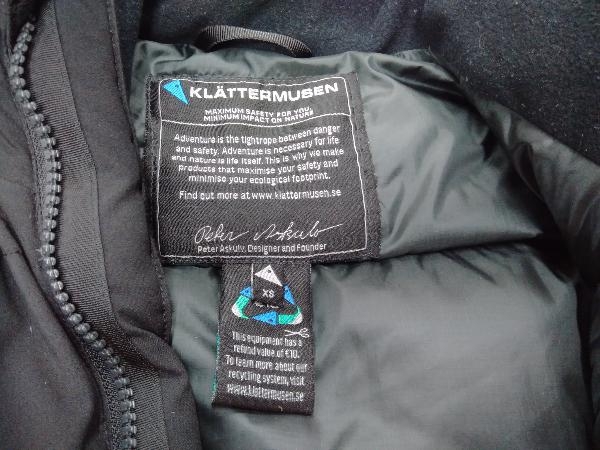 KLÄTTERMUSEN
MAXIMUM SAFETY FOR YOU,
MINIMUM IMPACT ON NATURE
Adventure is the tightrope between danger
and safety. Adventure is necessary for life
and nature is life itself. This is why we make
products that maximise your safety and
minimise your ecological footprint.
Find out more at www.klattermusen.se
Peter Askulv
Peter Askulv, Designer and Founder
XS
This equipment has a
refund value of €10.
To learn more about our
recycling system, visit
www.klattermusen.se